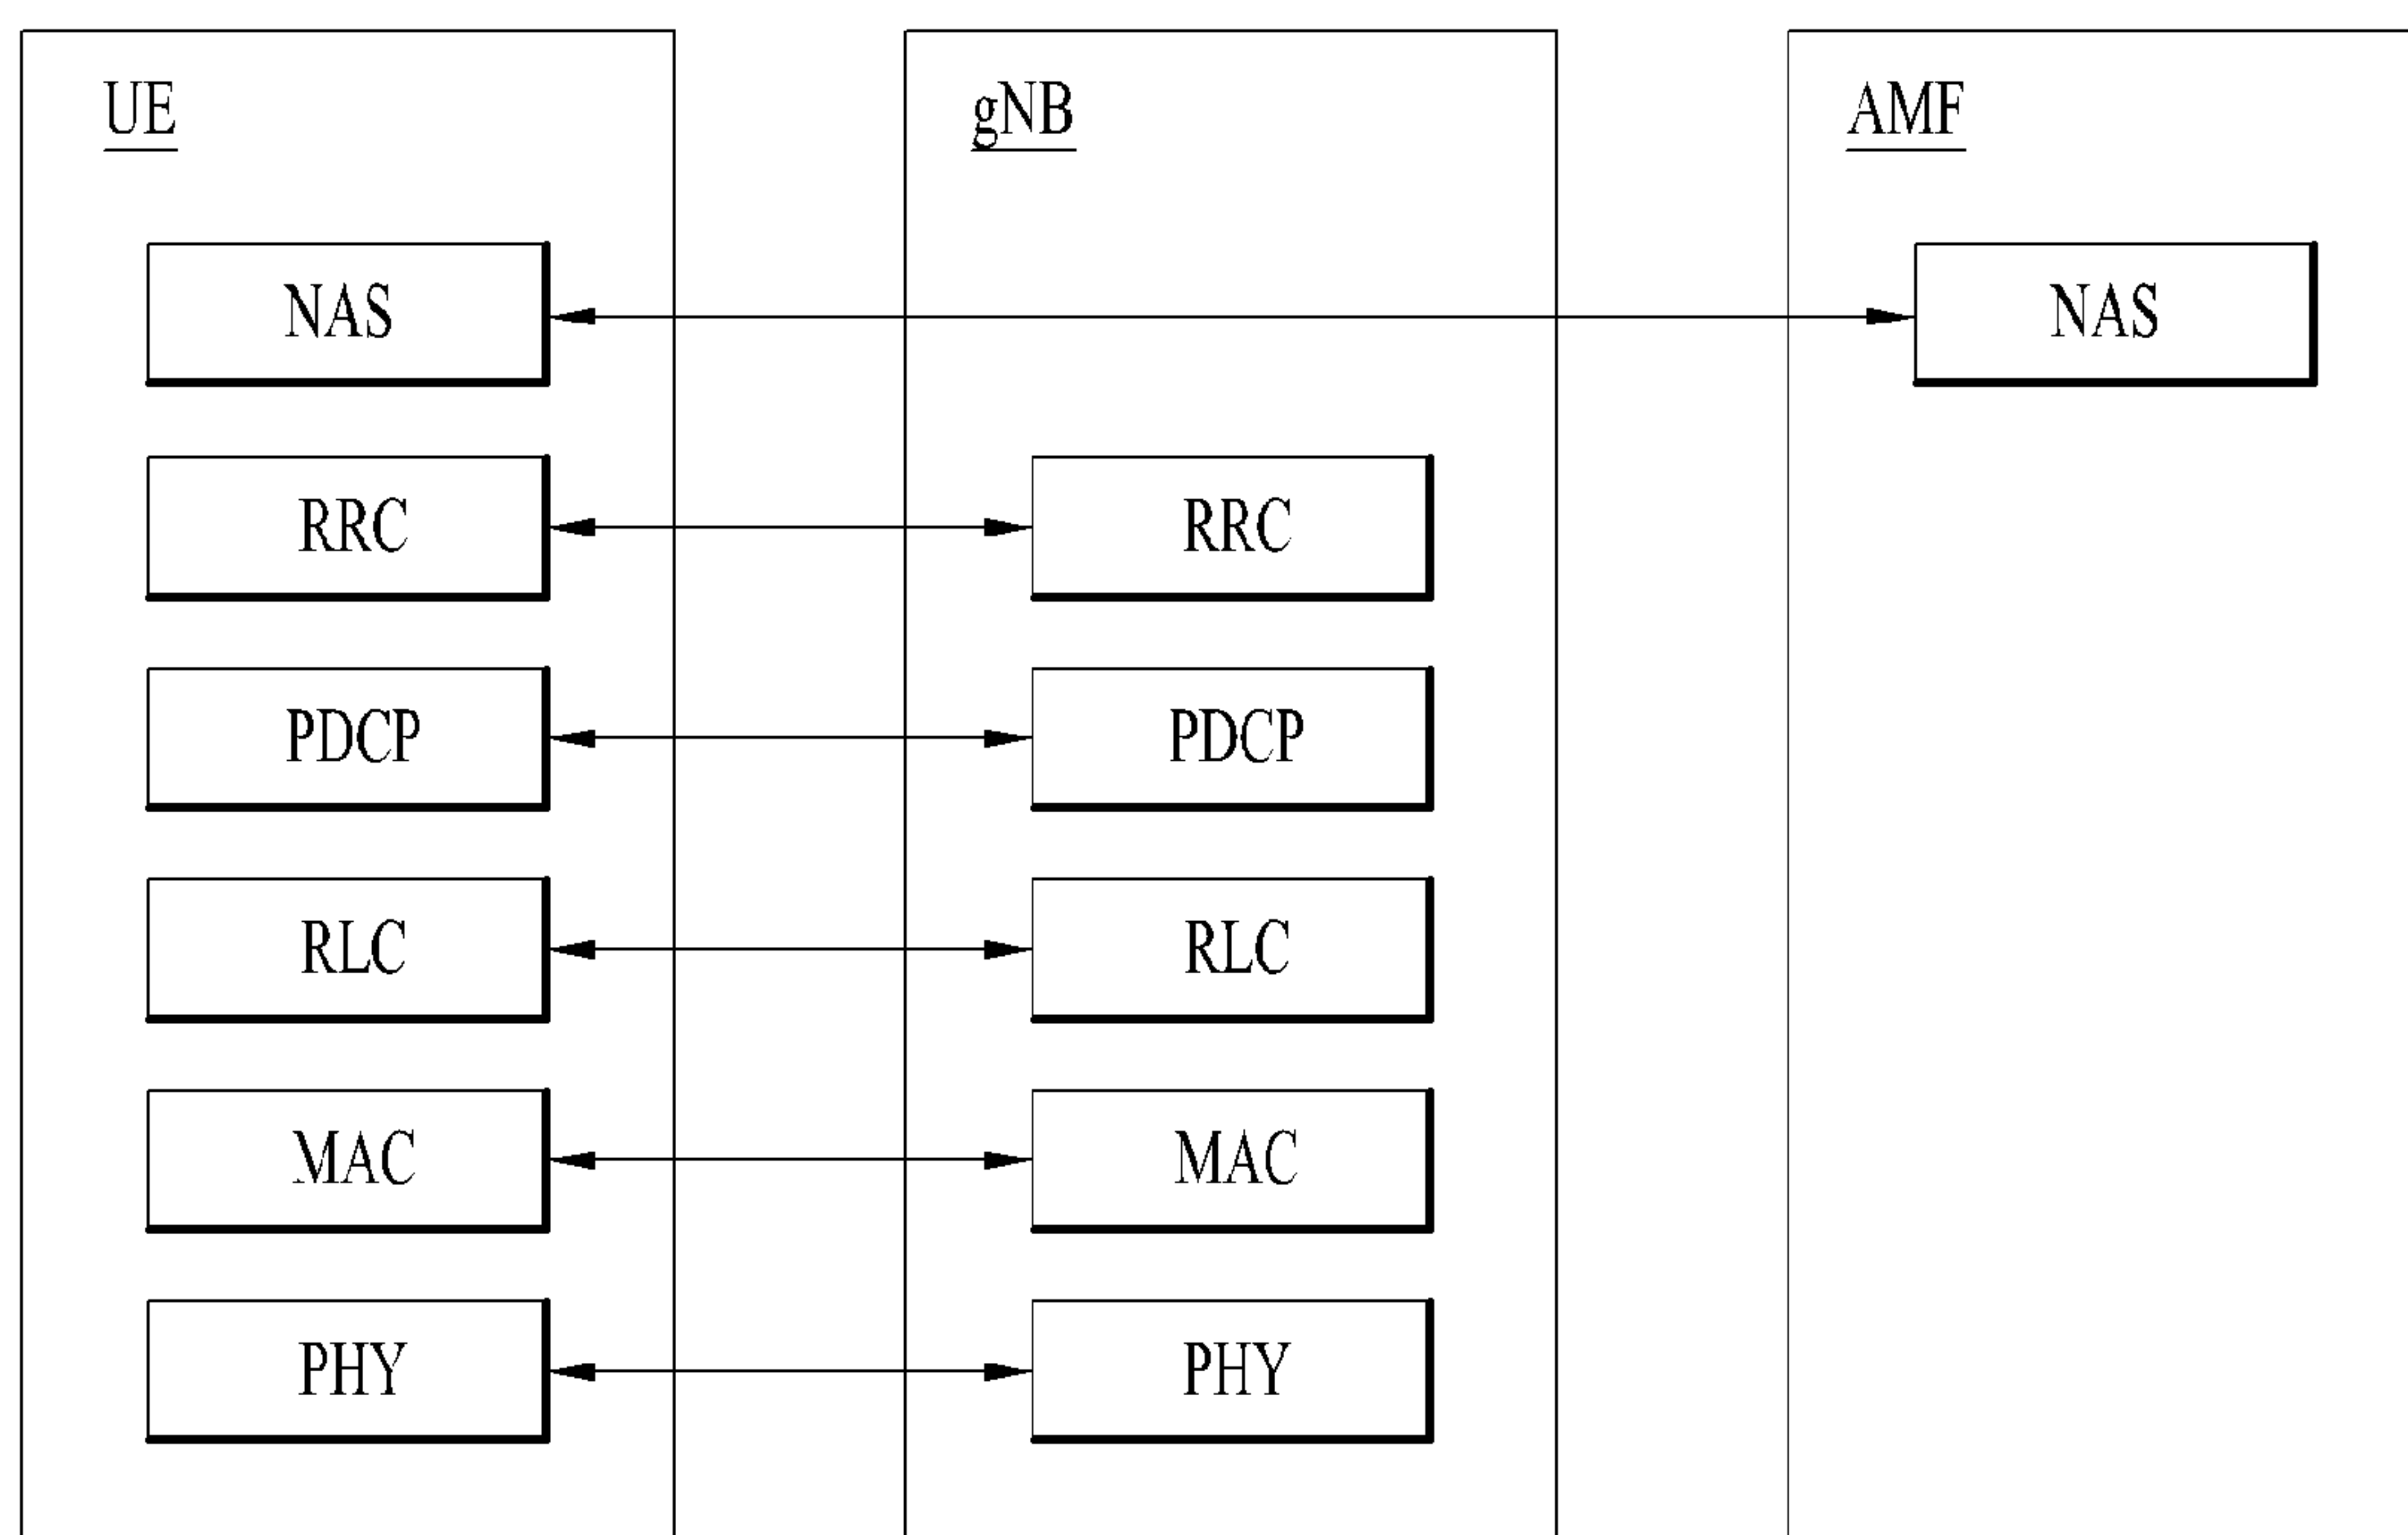 UE
gNB
AMF
NAS
NAS
RRC
RRC
PDCP
PDCP
RLC
RLC
MAC
MAC
PHY
PHY